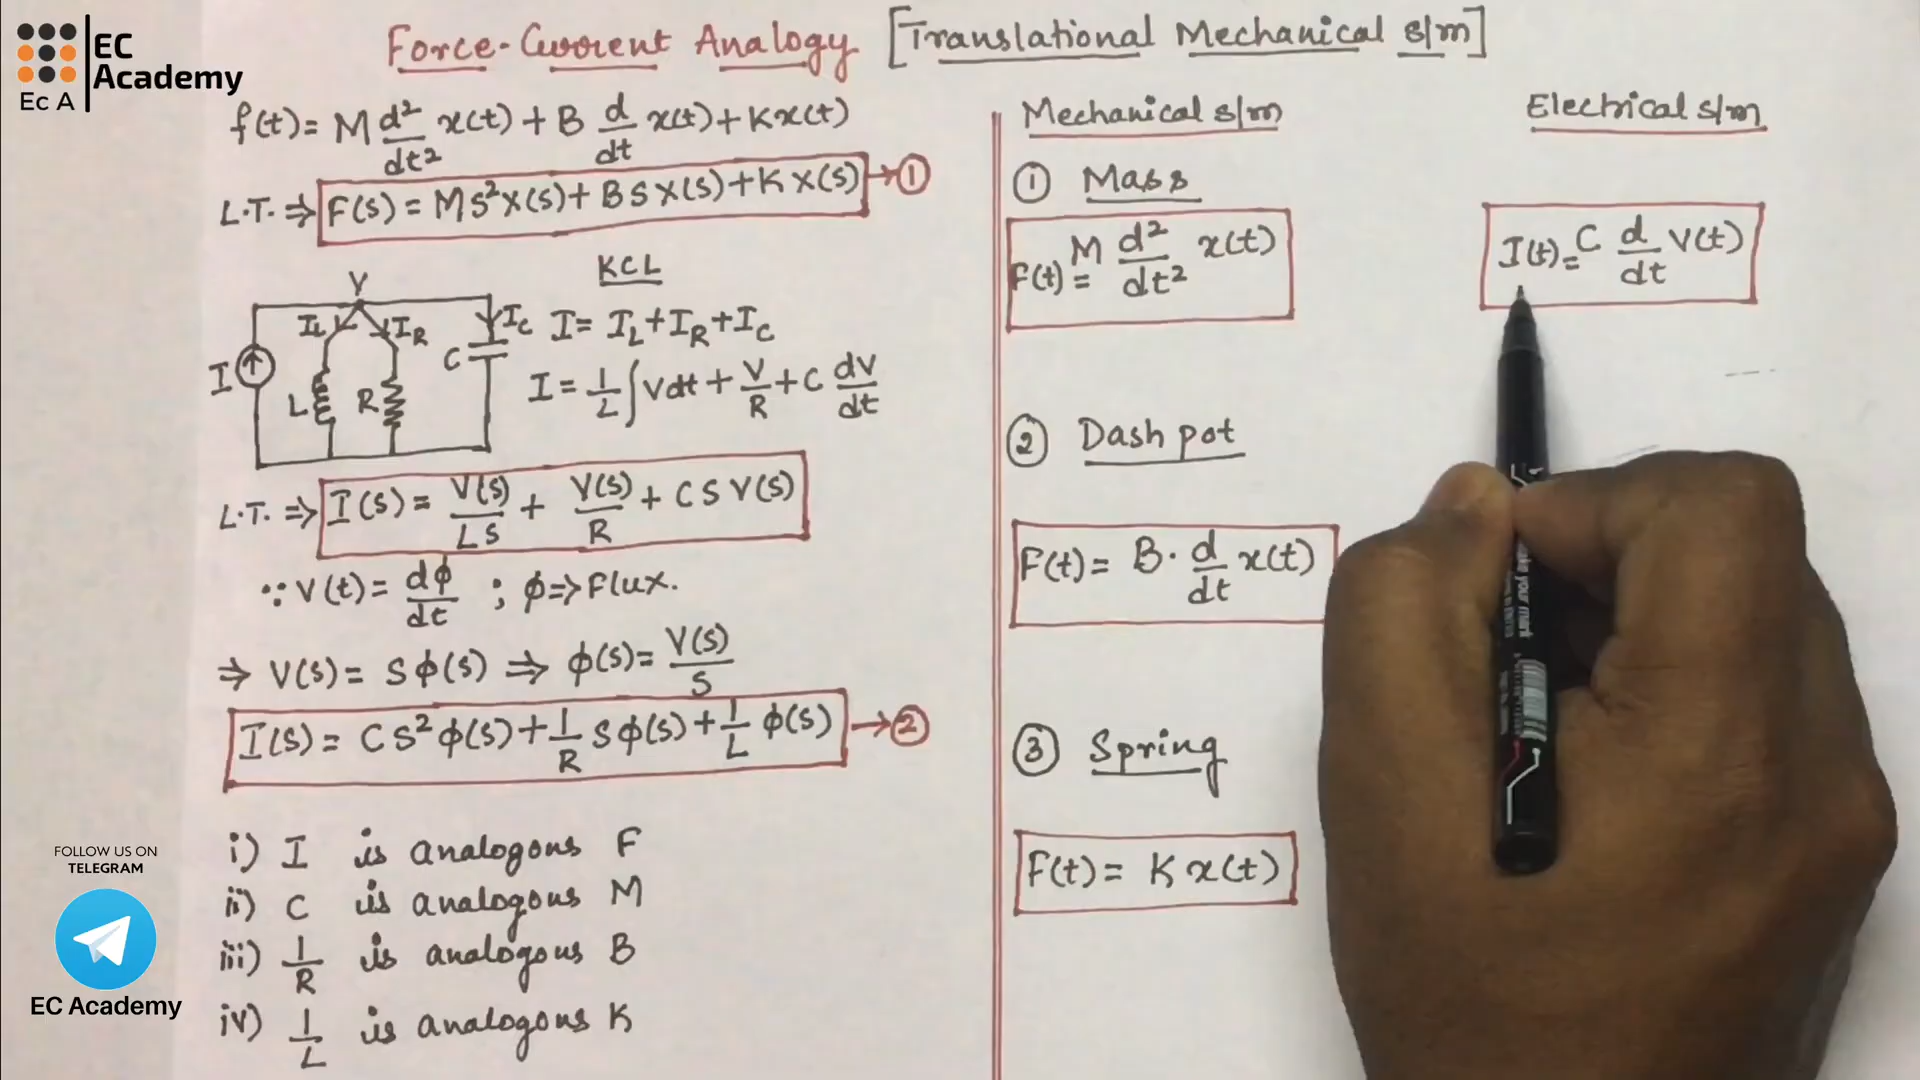 EC
Academy
Ec A
Force-Current Analogy [Translational Mechanical s/m]
f(t)= M d²/dt² x(t) + B d/dt x(t) + Kx(t)
L.T. ⇒ F(s) = MS²X(s) + BSX(s) + KX(s) → ①
KCL
V
I
IL
IR
IC
L
R
C
I = IL + IR + IC
I = 1/L ∫Vdt + V/R + C dV/dt
L.T. ⇒ I(s) = V(s)/LS + V(s)/R + CSV(s)
∵ V(t) = dϕ/dt ; ϕ ⇒ Flux.
⇒ V(s) = Sϕ(s) ⇒ ϕ(s) = V(s)/S
I(s) = CS²ϕ(s) + 1/R Sϕ(s) + 1/L ϕ(s) → ②
i) I is analogous F
ii) C is analogous M
iii) 1/R is analogous B
iv) 1/L is analogous K
FOLLOW US ON
TELEGRAM
EC Academy
Mechanical s/m
Electrical s/m
① Mass
F(t) = M d²/dt² x(t)
I(t) = C d/dt V(t)
② Dash pot
F(t) = B. d/dt x(t)
③ Spring
F(t) = K x(t)